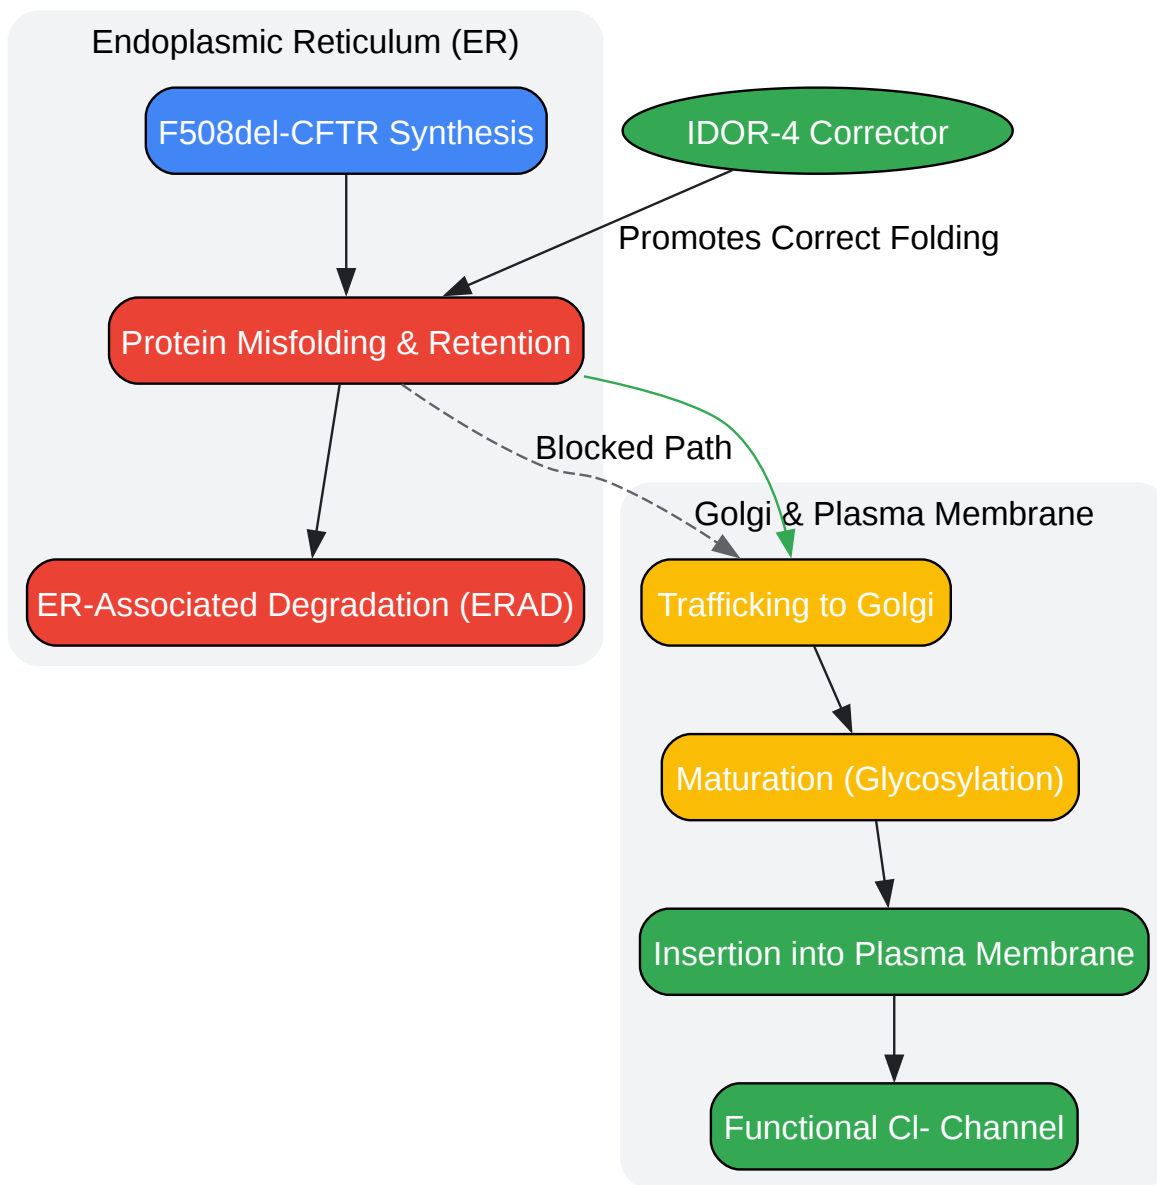 Endoplasmic Reticulum (ER)
F508del-CFTR Synthesis
IDOR-4 Corrector
Promotes Correct Folding
Protein Misfolding & Retention
Blocked Path
Golgi & Plasma Membrane
ER-Associated Degradation (ERAD)
Trafficking to Golgi
Maturation (Glycosylation)
Insertion into Plasma Membrane
Functional Cl- Channel